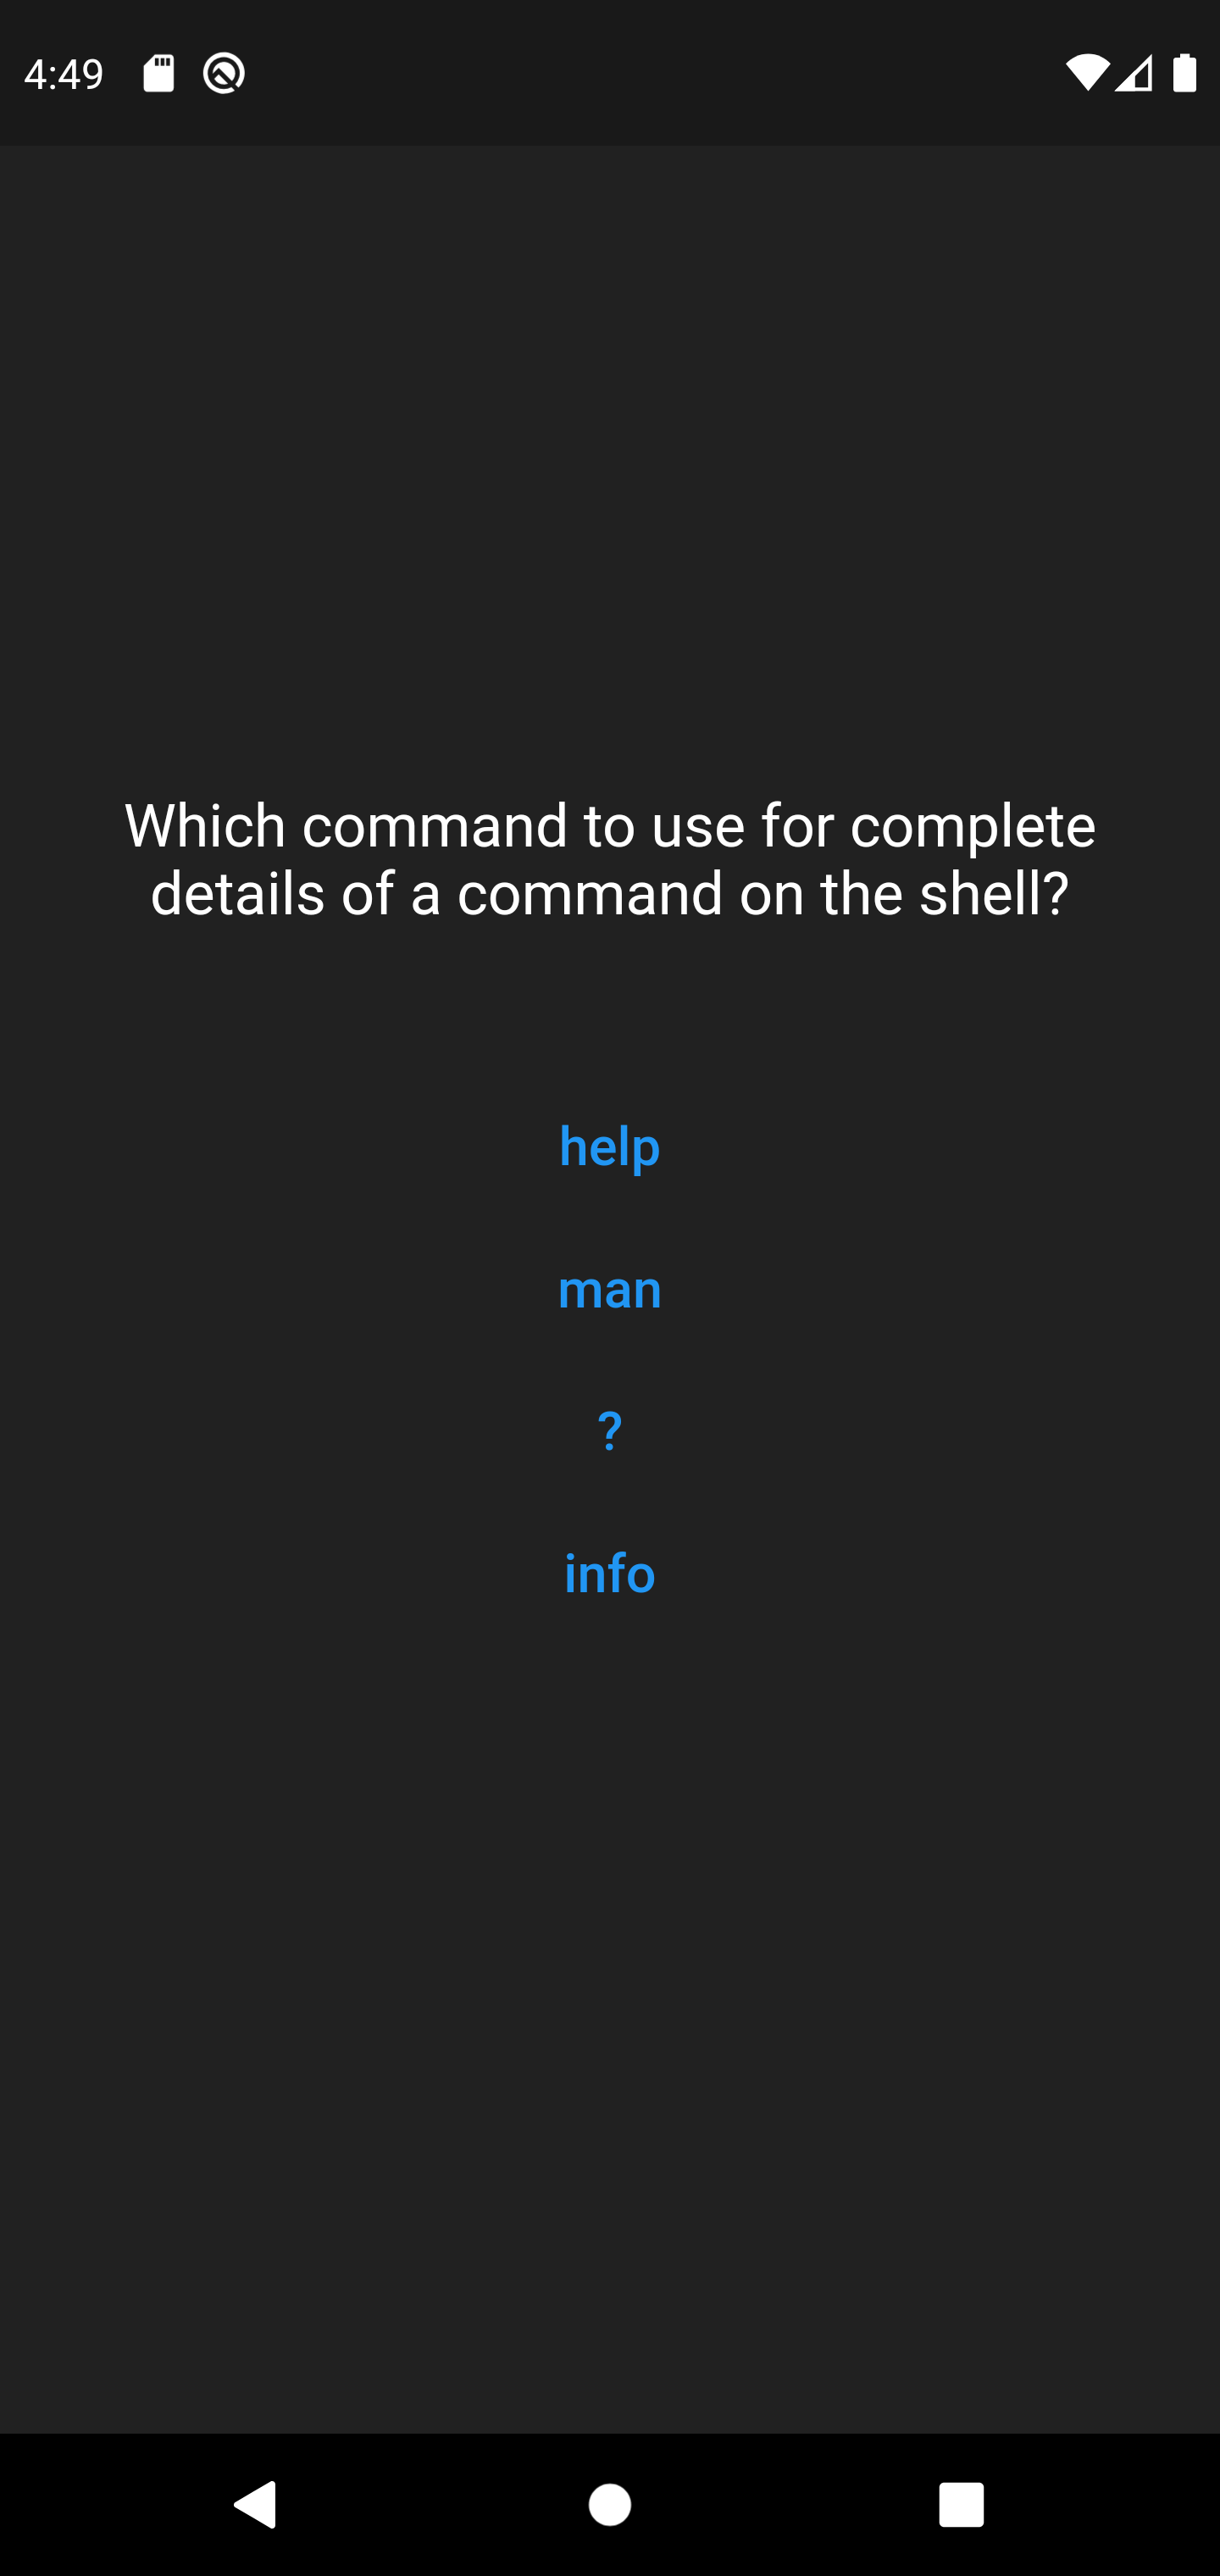 4:49
Which command to use for complete
details of a command on the shell?
help
man
?
info